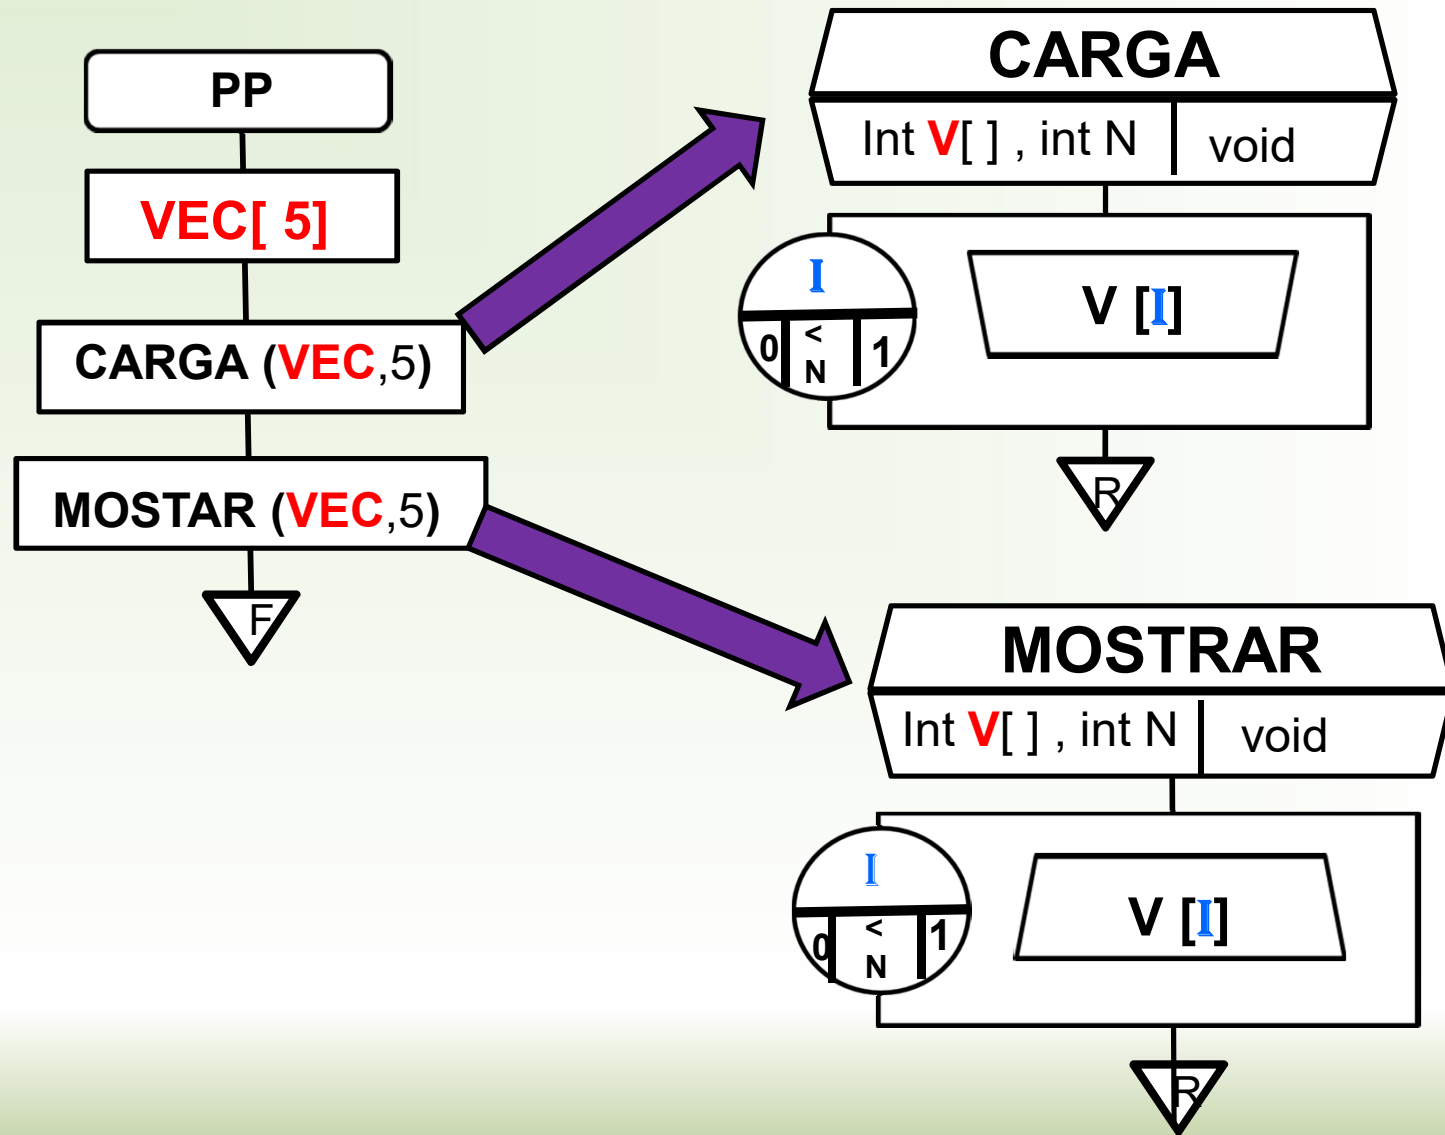 PP
VEC[ 5]
CARGA (VEC,5)
MOSTAR (VEC,5)
F
CARGA
Int V[ ] , int N
void
I
0
<
N
1
V [I]
R
MOSTRAR
Int V[ ] , int N
void
I
0
<
N
1
V [I]
R